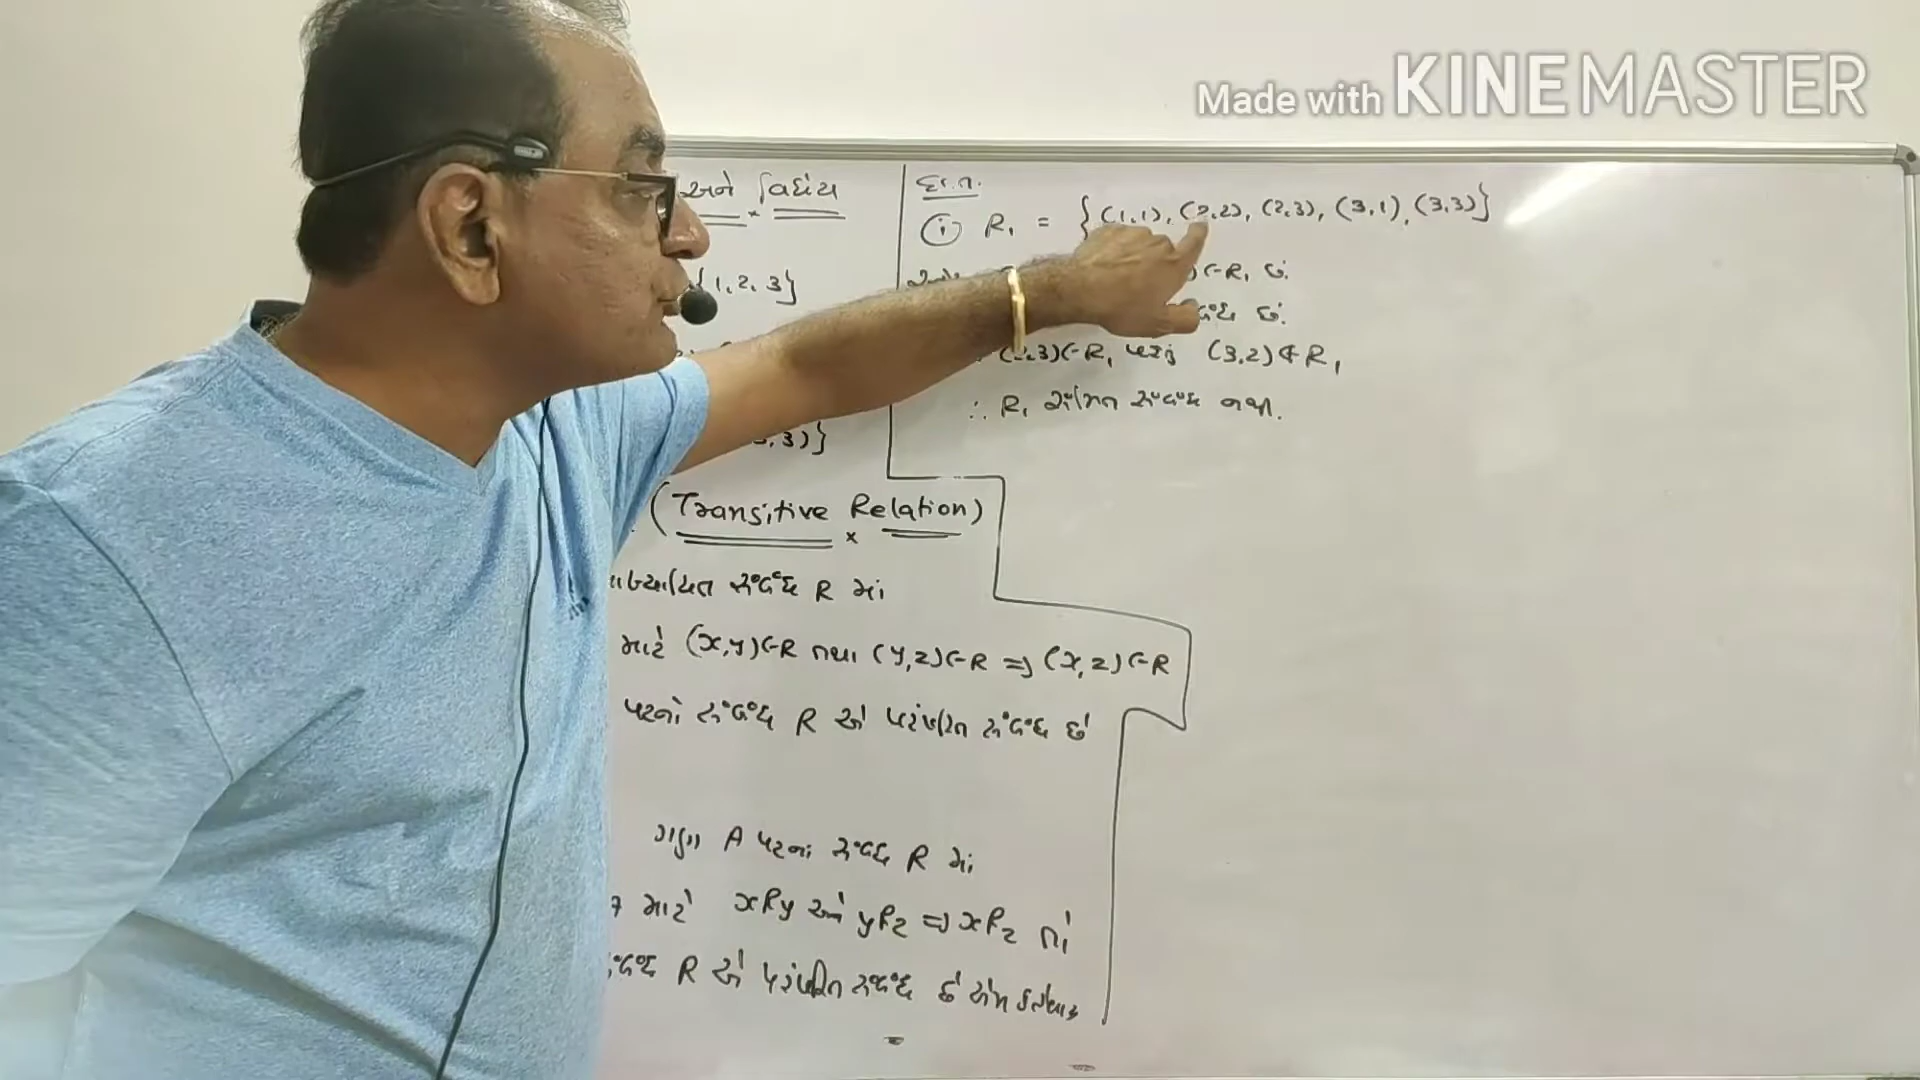 Made with KINEMASTER
અને
1, 2, 3}
, 3)}
(Transitive Relation)
સંબંધ R માં
માટે (x,y)∈R તથા (y,z)∈R ⇒ (x,z)∈R
પરનો સંબંધ R એ પરંપરિત સંબંધ છે
ગણ A પરના સંબંધ R માં
માટે xRy અને yRz ⇒ xRz તો
સંબંધ R એ પરંપરિત સંબંધ છે એમ કહેવાય
દા.ત.
(i) R₁ = {(1,1), (2,2), (2,3), (3,1), (3,3)}
)∈R₁ છે.
સંબંધ છે.
(2,3)∈R₁ પરંતુ (3,2)∉R₁
∴ R₁ સંમિત સંબંધ નથી.